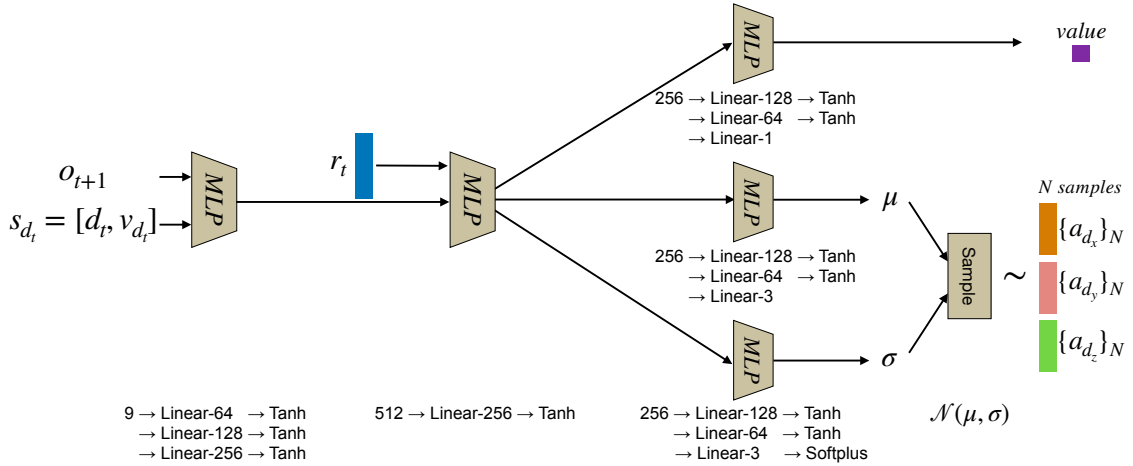 value
MLP
256 → Linear-128 → Tanh
→ Linear-64 → Tanh
→ Linear-1
r_t
o_{t+1}
s_{d_t} = [d_t, v_{d_t}]
MLP
MLP
MLP
μ
N samples
{a_{d_x}}_N
256 → Linear-128 → Tanh
→ Linear-64 → Tanh
→ Linear-3
Sample
∼
{a_{d_y}}_N
{a_{d_z}}_N
MLP
σ
9 → Linear-64 → Tanh
→ Linear-128 → Tanh
→ Linear-256 → Tanh
512 → Linear-256 → Tanh
256 → Linear-128 → Tanh
→ Linear-64 → Tanh
→ Linear-3 → Softplus
𝒩(μ, σ)